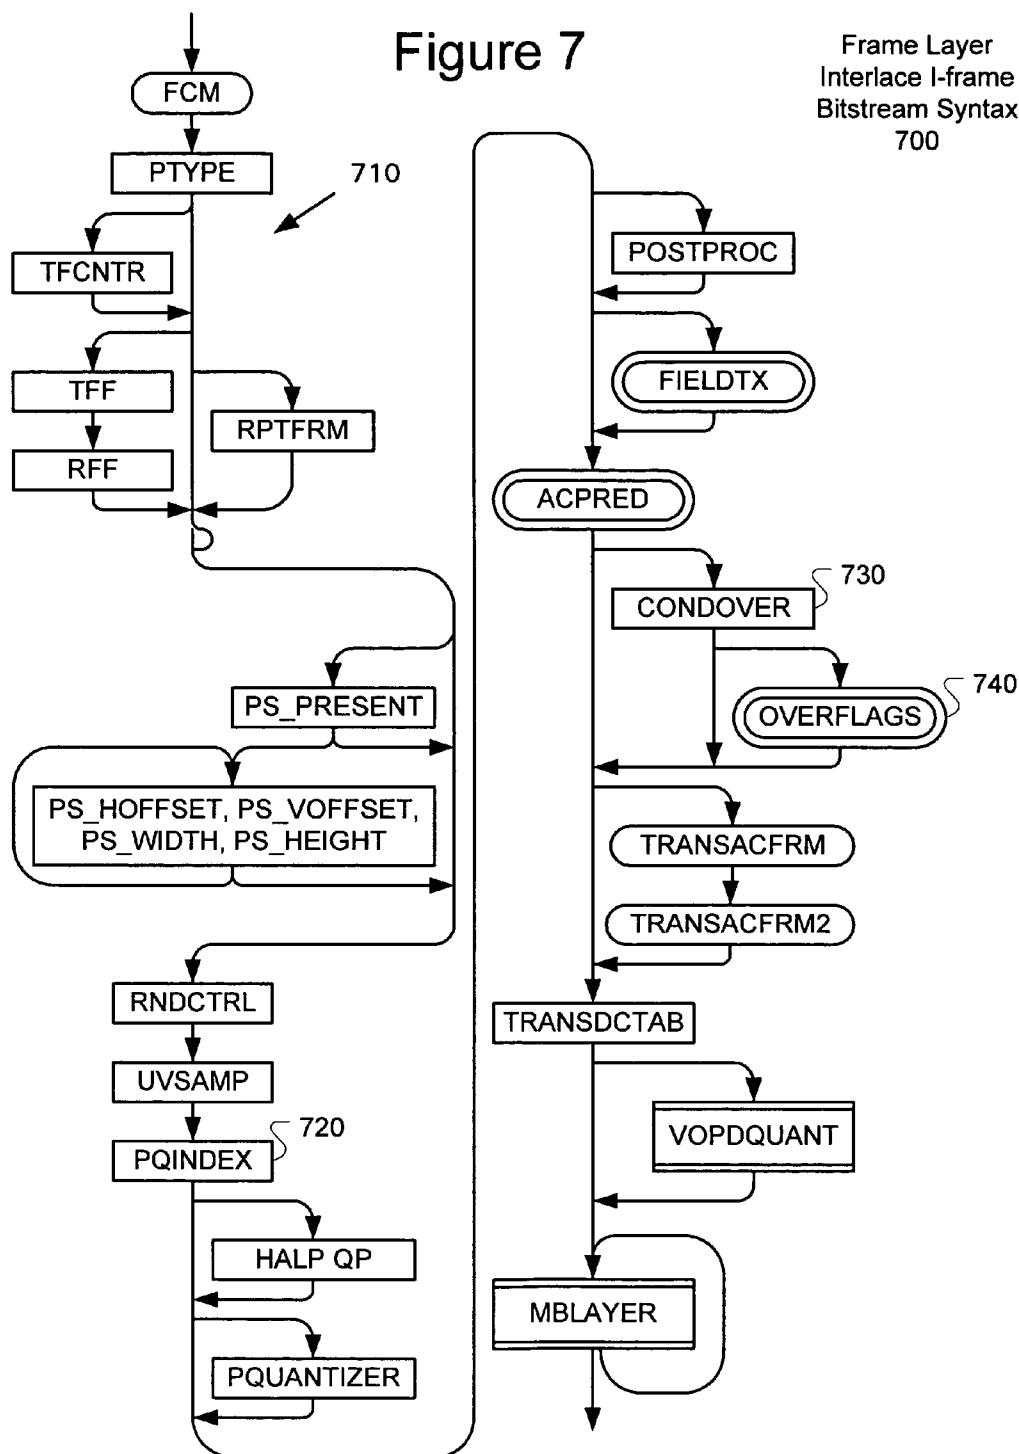 Figure 7
Frame Layer
Interlace I-frame
Bitstream Syntax
700
FCM
PTYPE
710
TFCNTR
TFF
RPTFRM
RFF
PS_PRESENT
PS_HOFFSET, PS_VOFFSET,
PS_WIDTH, PS_HEIGHT
RNDCTRL
UVSAMP
PQINDEX
720
HALP QP
PQUANTIZER
POSTPROC
FIELDTX
ACPRED
CONDOVER
730
OVERFLAGS
740
TRANSACFRM
TRANSACFRM2
TRANSDCTAB
VOPDQUANT
MBLAYER